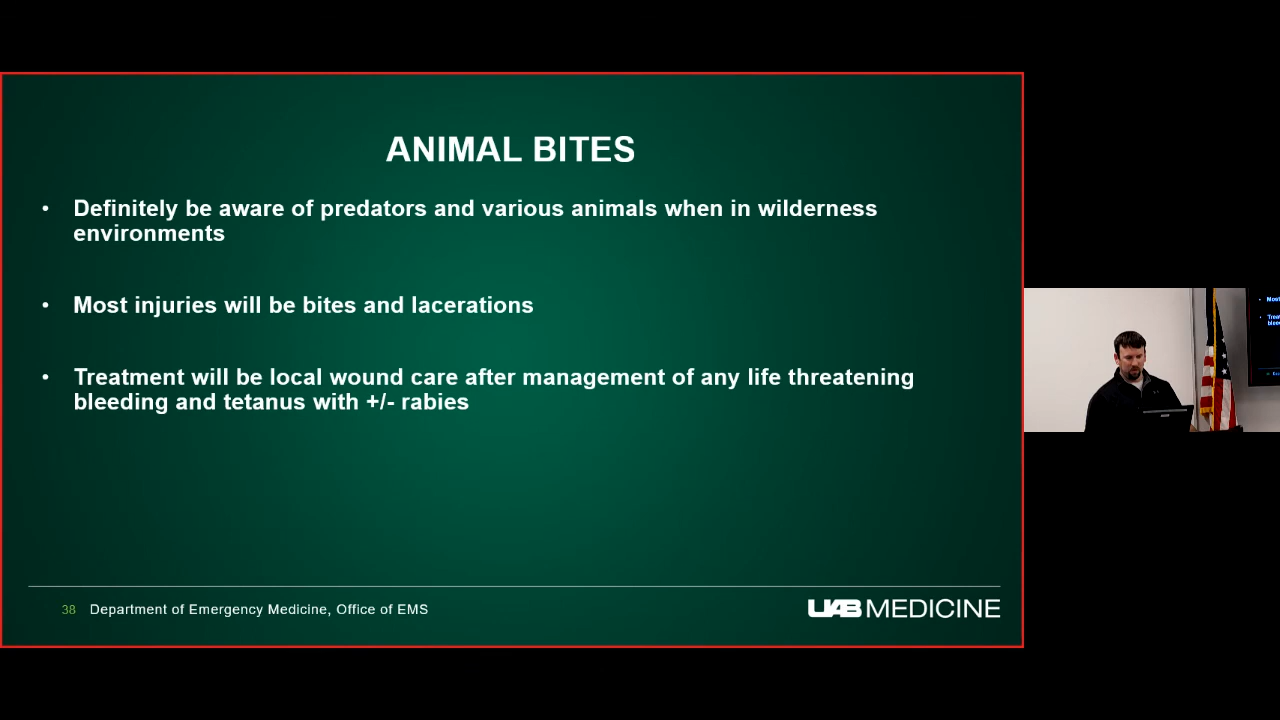 ANIMAL BITES
• Definitely be aware of predators and various animals when in wilderness
environments
• Most injuries will be bites and lacerations
• Treatment will be local wound care after management of any life threatening
bleeding and tetanus with +/- rabies
38 Department of Emergency Medicine, Office of EMS
UAB MEDICINE